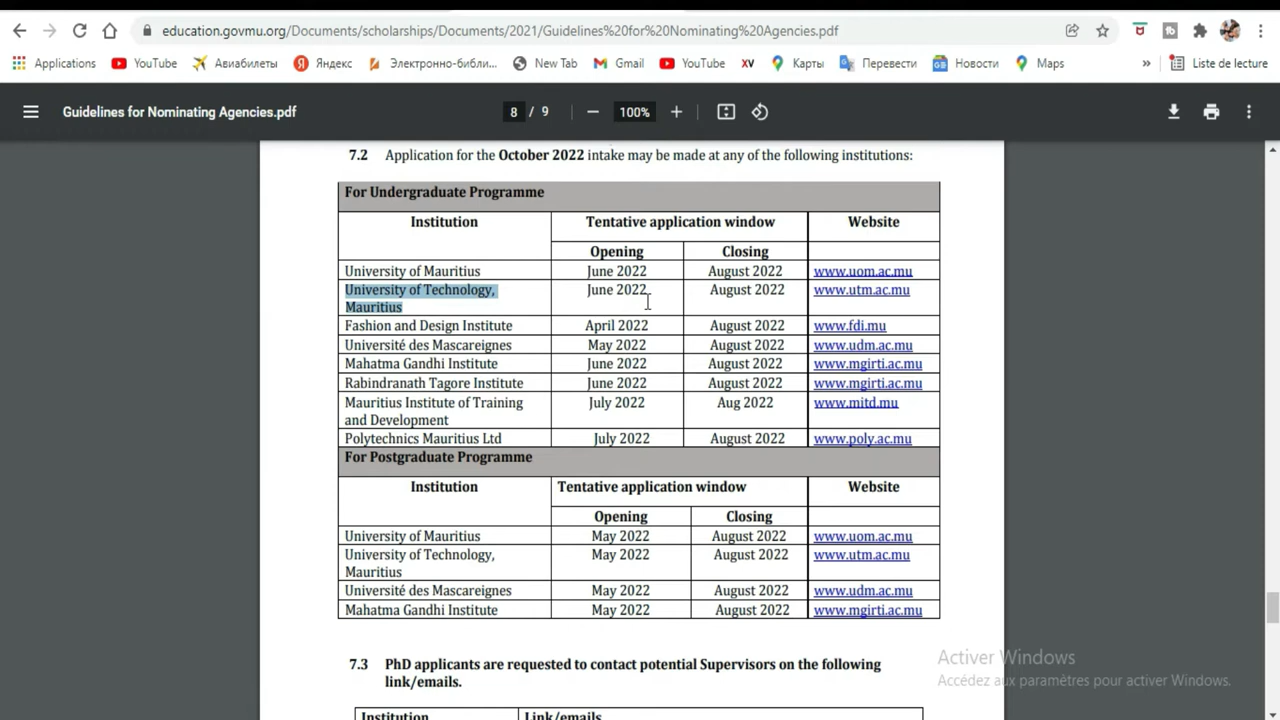 education.govmu.org/Documents/scholarships/Documents/2021/Guidelines%20for%20Nominating%20Agencies.pdf
Applications YouTube Авиабилеты Яндекс Электронно-библи... New Tab Gmail YouTube XV Карты Перевести Новости Maps » Liste de lecture
Guidelines for Nominating Agencies.pdf 8 / 9 100%
7.2 Application for the October 2022 intake may be made at any of the following institutions:
For Undergraduate Programme
Institution Tentative application window Website
Opening Closing
University of Mauritius June 2022 August 2022 www.uom.ac.mu
University of Technology, June 2022 August 2022 www.utm.ac.mu
Mauritius
Fashion and Design Institute April 2022 August 2022 www.fdi.mu
Université des Mascareignes May 2022 August 2022 www.udm.ac.mu
Mahatma Gandhi Institute June 2022 August 2022 www.mgirti.ac.mu
Rabindranath Tagore Institute June 2022 August 2022 www.mgirti.ac.mu
Mauritius Institute of Training July 2022 Aug 2022 www.mitd.mu
and Development
Polytechnics Mauritius Ltd July 2022 August 2022 www.poly.ac.mu
For Postgraduate Programme
Institution Tentative application window Website
Opening Closing
University of Mauritius May 2022 August 2022 www.uom.ac.mu
University of Technology, May 2022 August 2022 www.utm.ac.mu
Mauritius
Université des Mascareignes May 2022 August 2022 www.udm.ac.mu
Mahatma Gandhi Institute May 2022 August 2022 www.mgirti.ac.mu
7.3 PhD applicants are requested to contact potential Supervisors on the following
link/emails.
Institution Link/emails
Activer Windows
Accédez aux paramètres pour activer Windows.